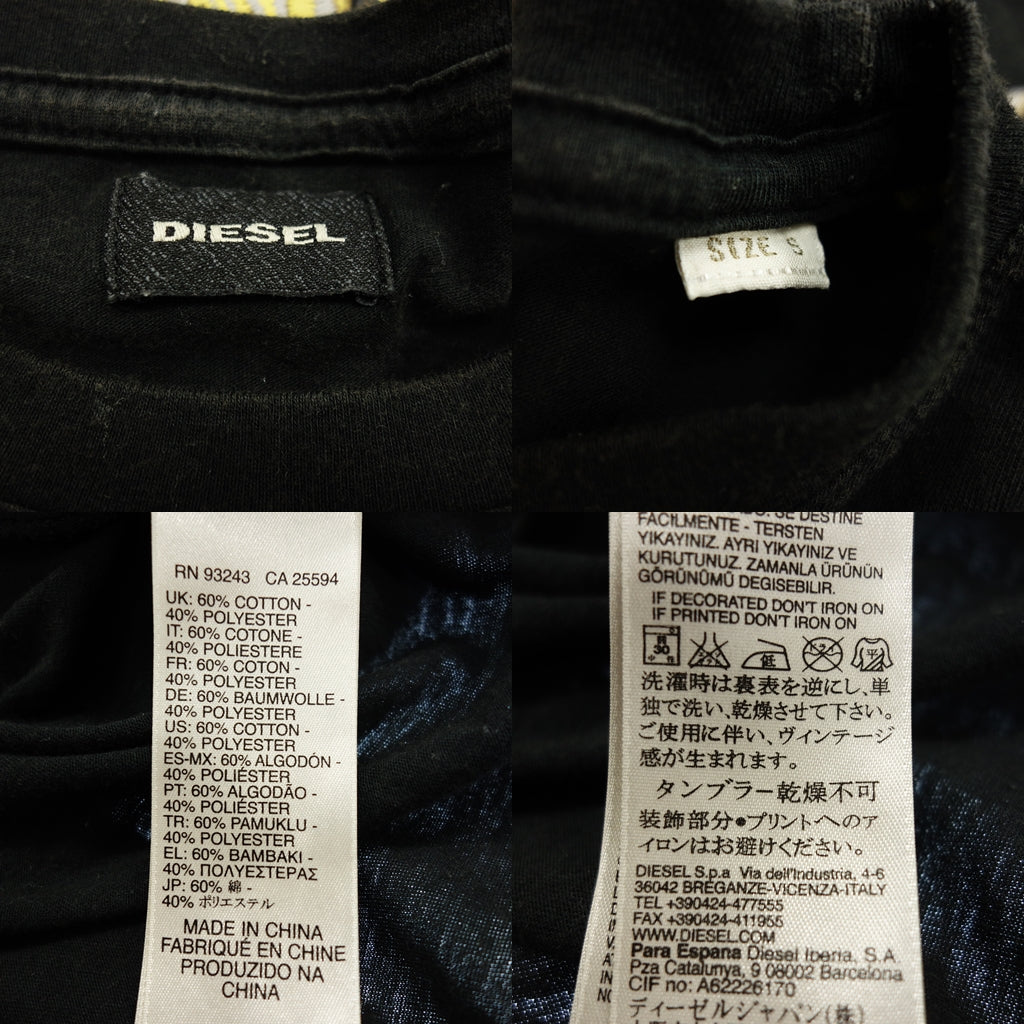 DIESEL
SIZE S
RN 93243 CA 25594
UK: 60% COTTON -
40% POLYESTER
IT: 60% COTONE -
40% POLIESTERE
FR: 60% COTON -
40% POLYESTER
DE: 60% BAUMWOLLE -
40% POLYESTER
US: 60% COTTON -
40% POLYESTER
ES-MX: 60% ALGODÓN -
40% POLIÉSTER
PT: 60% ALGODÃO -
40% POLIÉSTER
TR: 60% PAMUKLU -
40% POLYESTER
EL: 60% BAMBAKI -
40% ΠΟΛΥΕΣΤΕΡΑΣ
JP: 60% 綿 -
40% ポリエステル
MADE IN CHINA
FABRIQUÉ EN CHINE
PRODUZIDO NA
CHINA
SE DESTINE
FACILMENTE - TERSTEN
YIKAYINIZ. AYRI YIKAYINIZ VE
KURUTUNUZ. ZAMANLA ÜRÜNÜN
GÖRÜNÜMÜ DEGISEBILIR.
IF DECORATED DON'T IRON ON
IF PRINTED DON'T IRON ON
30
低
平
洗濯時は裏表を逆にし、単
独で洗い、乾燥させて下さい。
ご使用に伴い、ヴィンテージ
感が生まれます。
タンブラー乾燥不可
装飾部分●プリントへのア
イロンはお避けください。
DIESEL S.p.a Via dell'Industria, 4-6
36042 BREGANZE-VICENZA-ITALY
TEL +390424-477555
FAX +390424-411955
WWW.DIESEL.COM
Para Espana Diesel Iberia, S.A.
Pza Catalunya, 9 08002 Barcelona
CIF no: A62226170
ディーゼルジャパン(株)